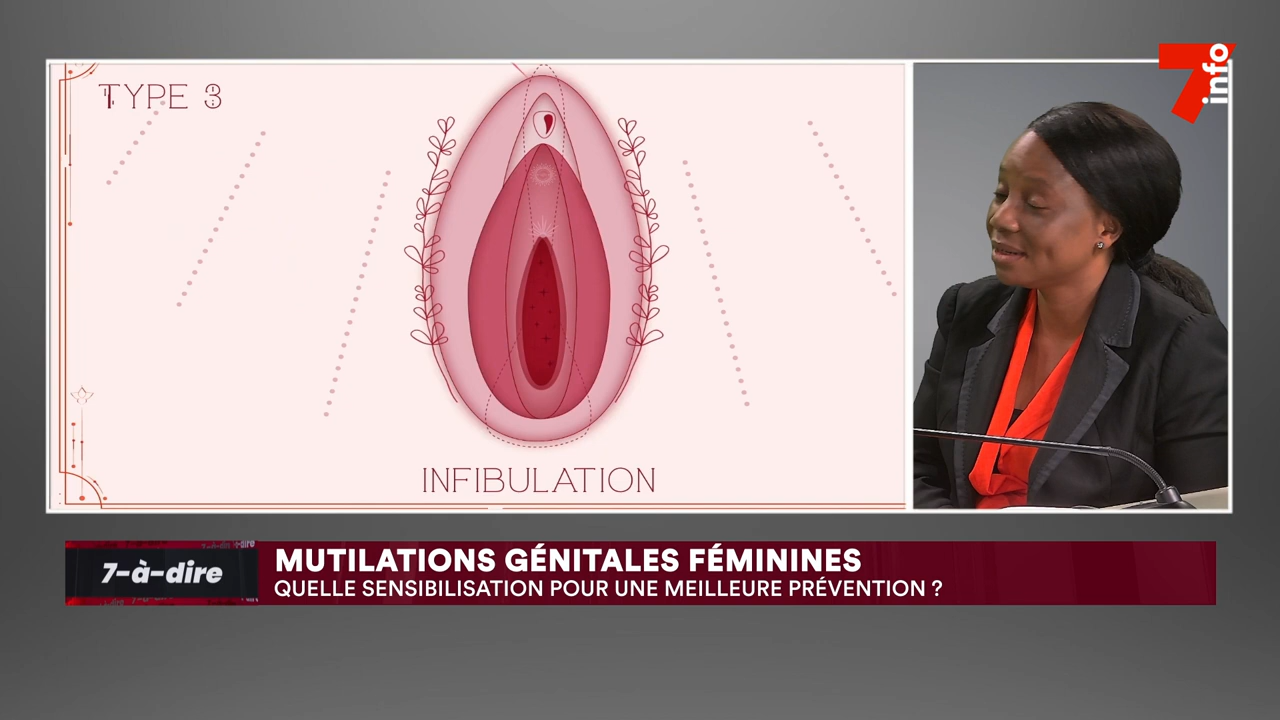 TYPE 3
INFIBULATION
7 info
7-à-dire
MUTILATIONS GÉNITALES FÉMININES
QUELLE SENSIBILISATION POUR UNE MEILLEURE PRÉVENTION ?